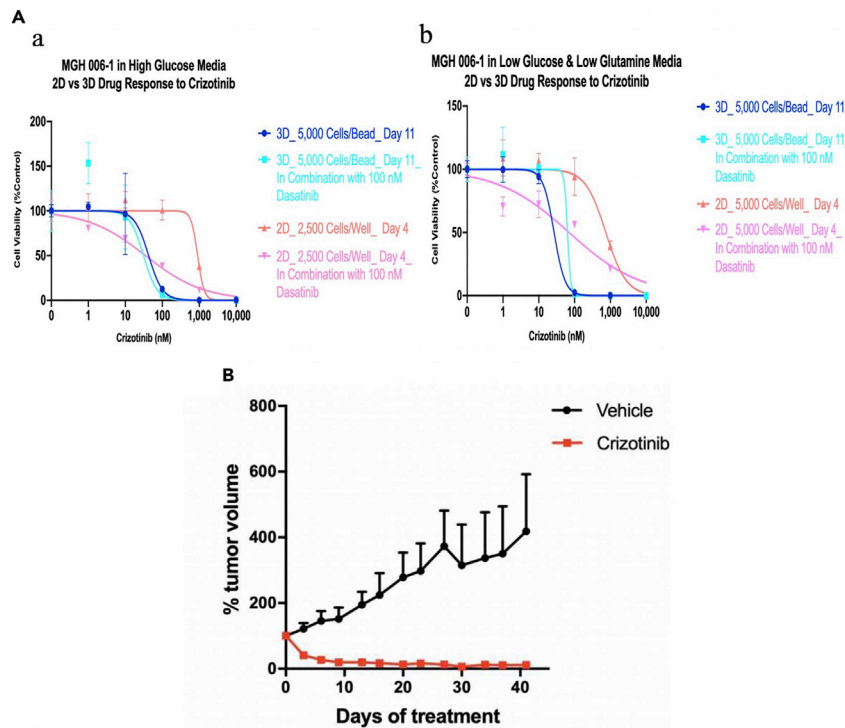 A
a
MGH 006-1 in High Glucose Media
2D vs 3D Drug Response to Crizotinib
Cell Viability (%Control)
200
150
100
50
0
0 1 10 100 1,000 10,000
Crizotinib (nM)
3D_ 5,000 Cells/Bead_ Day 11
3D_ 5,000 Cells/Bead_ Day 11_
In Combination with 100 nM
Dasatinib
2D_ 2,500 Cells/Well_ Day 4
2D_ 2,500 Cells/Well_ Day 4_
In Combination with 100 nM
Dasatinib
b
MGH 006-1 in Low Glucose & Low Glutamine Media
2D vs 3D Drug Response to Crizotinib
Cell Viability (%Control)
150
100
50
0
0 1 10 100 1,000 10,000
Crizotinib (nM)
3D_ 5,000 Cells/Bead_ Day 11
3D_ 5,000 Cells/Bead_ Day 11_
In Combination with 100 nM
Dasatinib
2D_ 5,000 Cells/Well_ Day 4
2D_ 5,000 Cells/Well_ Day 4_
In Combination with 100 nM
Dasatinib
B
% tumor volume
800
600
400
200
0
0 10 20 30 40
Days of treatment
Vehicle
Crizotinib